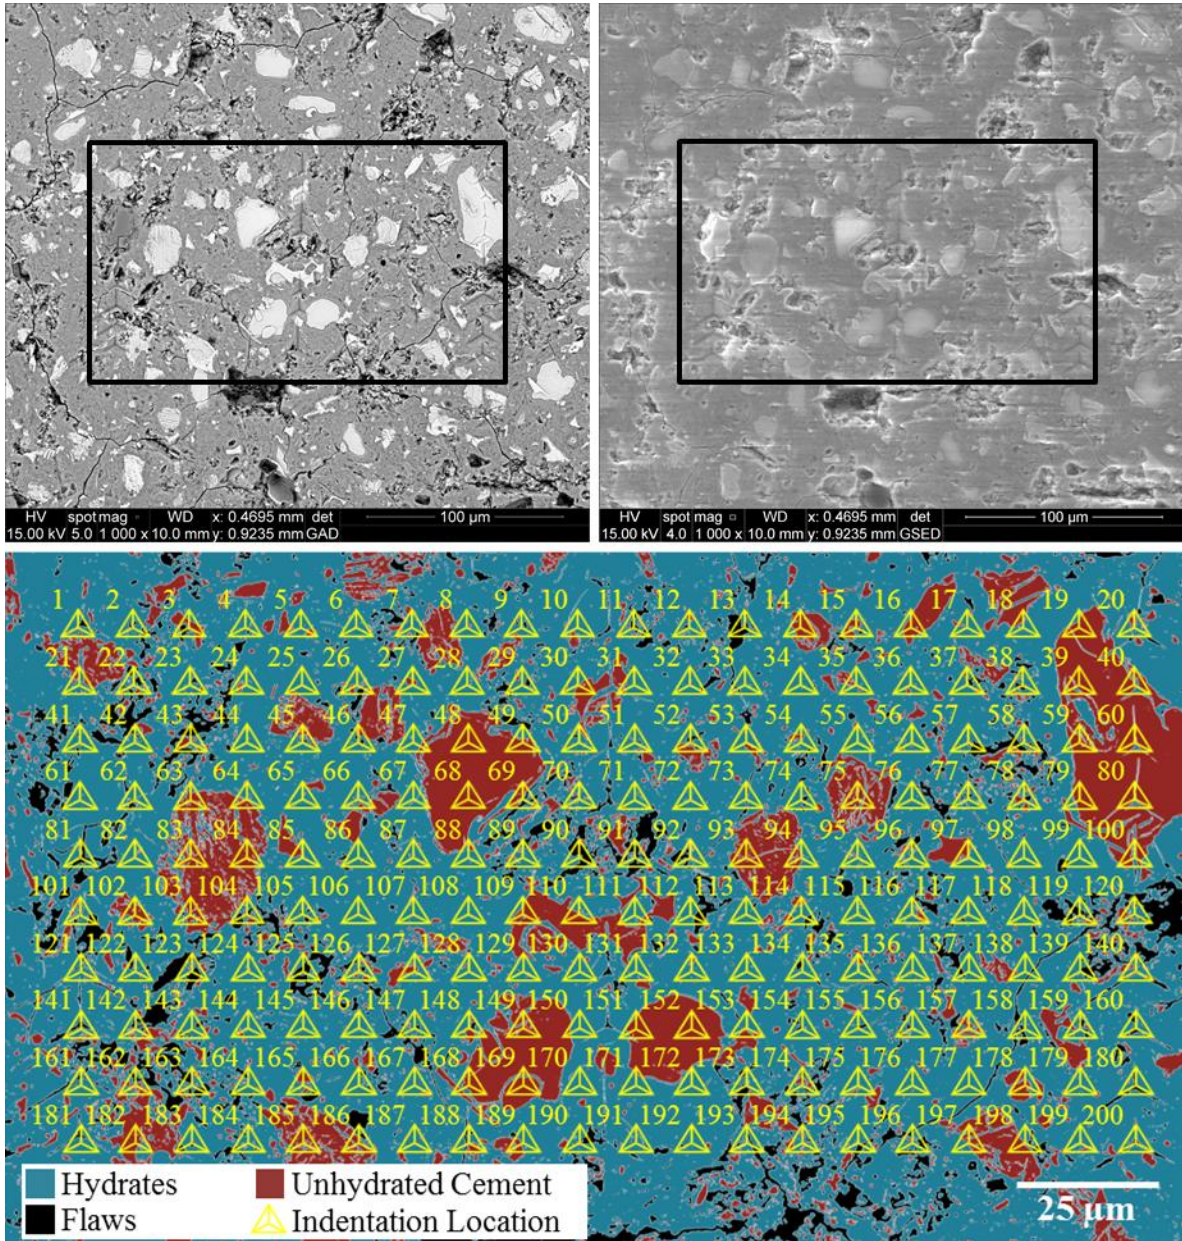 HV spot mag □ WD x: 0.4695 mm det 100 µm
15.00 kV 5.0 1 000 x 10.0 mm y: 0.9235 mm GAD
HV spot mag □ WD x: 0.4695 mm det 100 µm
15.00 kV 4.0 1 000 x 10.0 mm y: 0.9235 mm GSED
1 2 3 4 5 6 7 8 9 10 11 12 13 14 15 16 17 18 19 20
21 22 23 24 25 26 27 28 29 30 31 32 33 34 35 36 37 38 39 40
41 42 43 44 45 46 47 48 49 50 51 52 53 54 55 56 57 58 59 60
61 62 63 64 65 66 67 68 69 70 71 72 73 74 75 76 77 78 79 80
81 82 83 84 85 86 87 88 89 90 91 92 93 94 95 96 97 98 99 100
101 102 103 104 105 106 107 108 109 110 111 112 113 114 115 116 117 118 119 120
121 122 123 124 125 126 127 128 129 130 131 132 133 134 135 136 137 138 139 140
141 142 143 144 145 146 147 148 149 150 151 152 153 154 155 156 157 158 159 160
161 162 163 164 165 166 167 168 169 170 171 172 173 174 175 176 177 178 179 180
181 182 183 184 185 186 187 188 189 190 191 192 193 194 195 196 197 198 199 200
Hydrates Unhydrated Cement
Flaws Indentation Location
25 µm